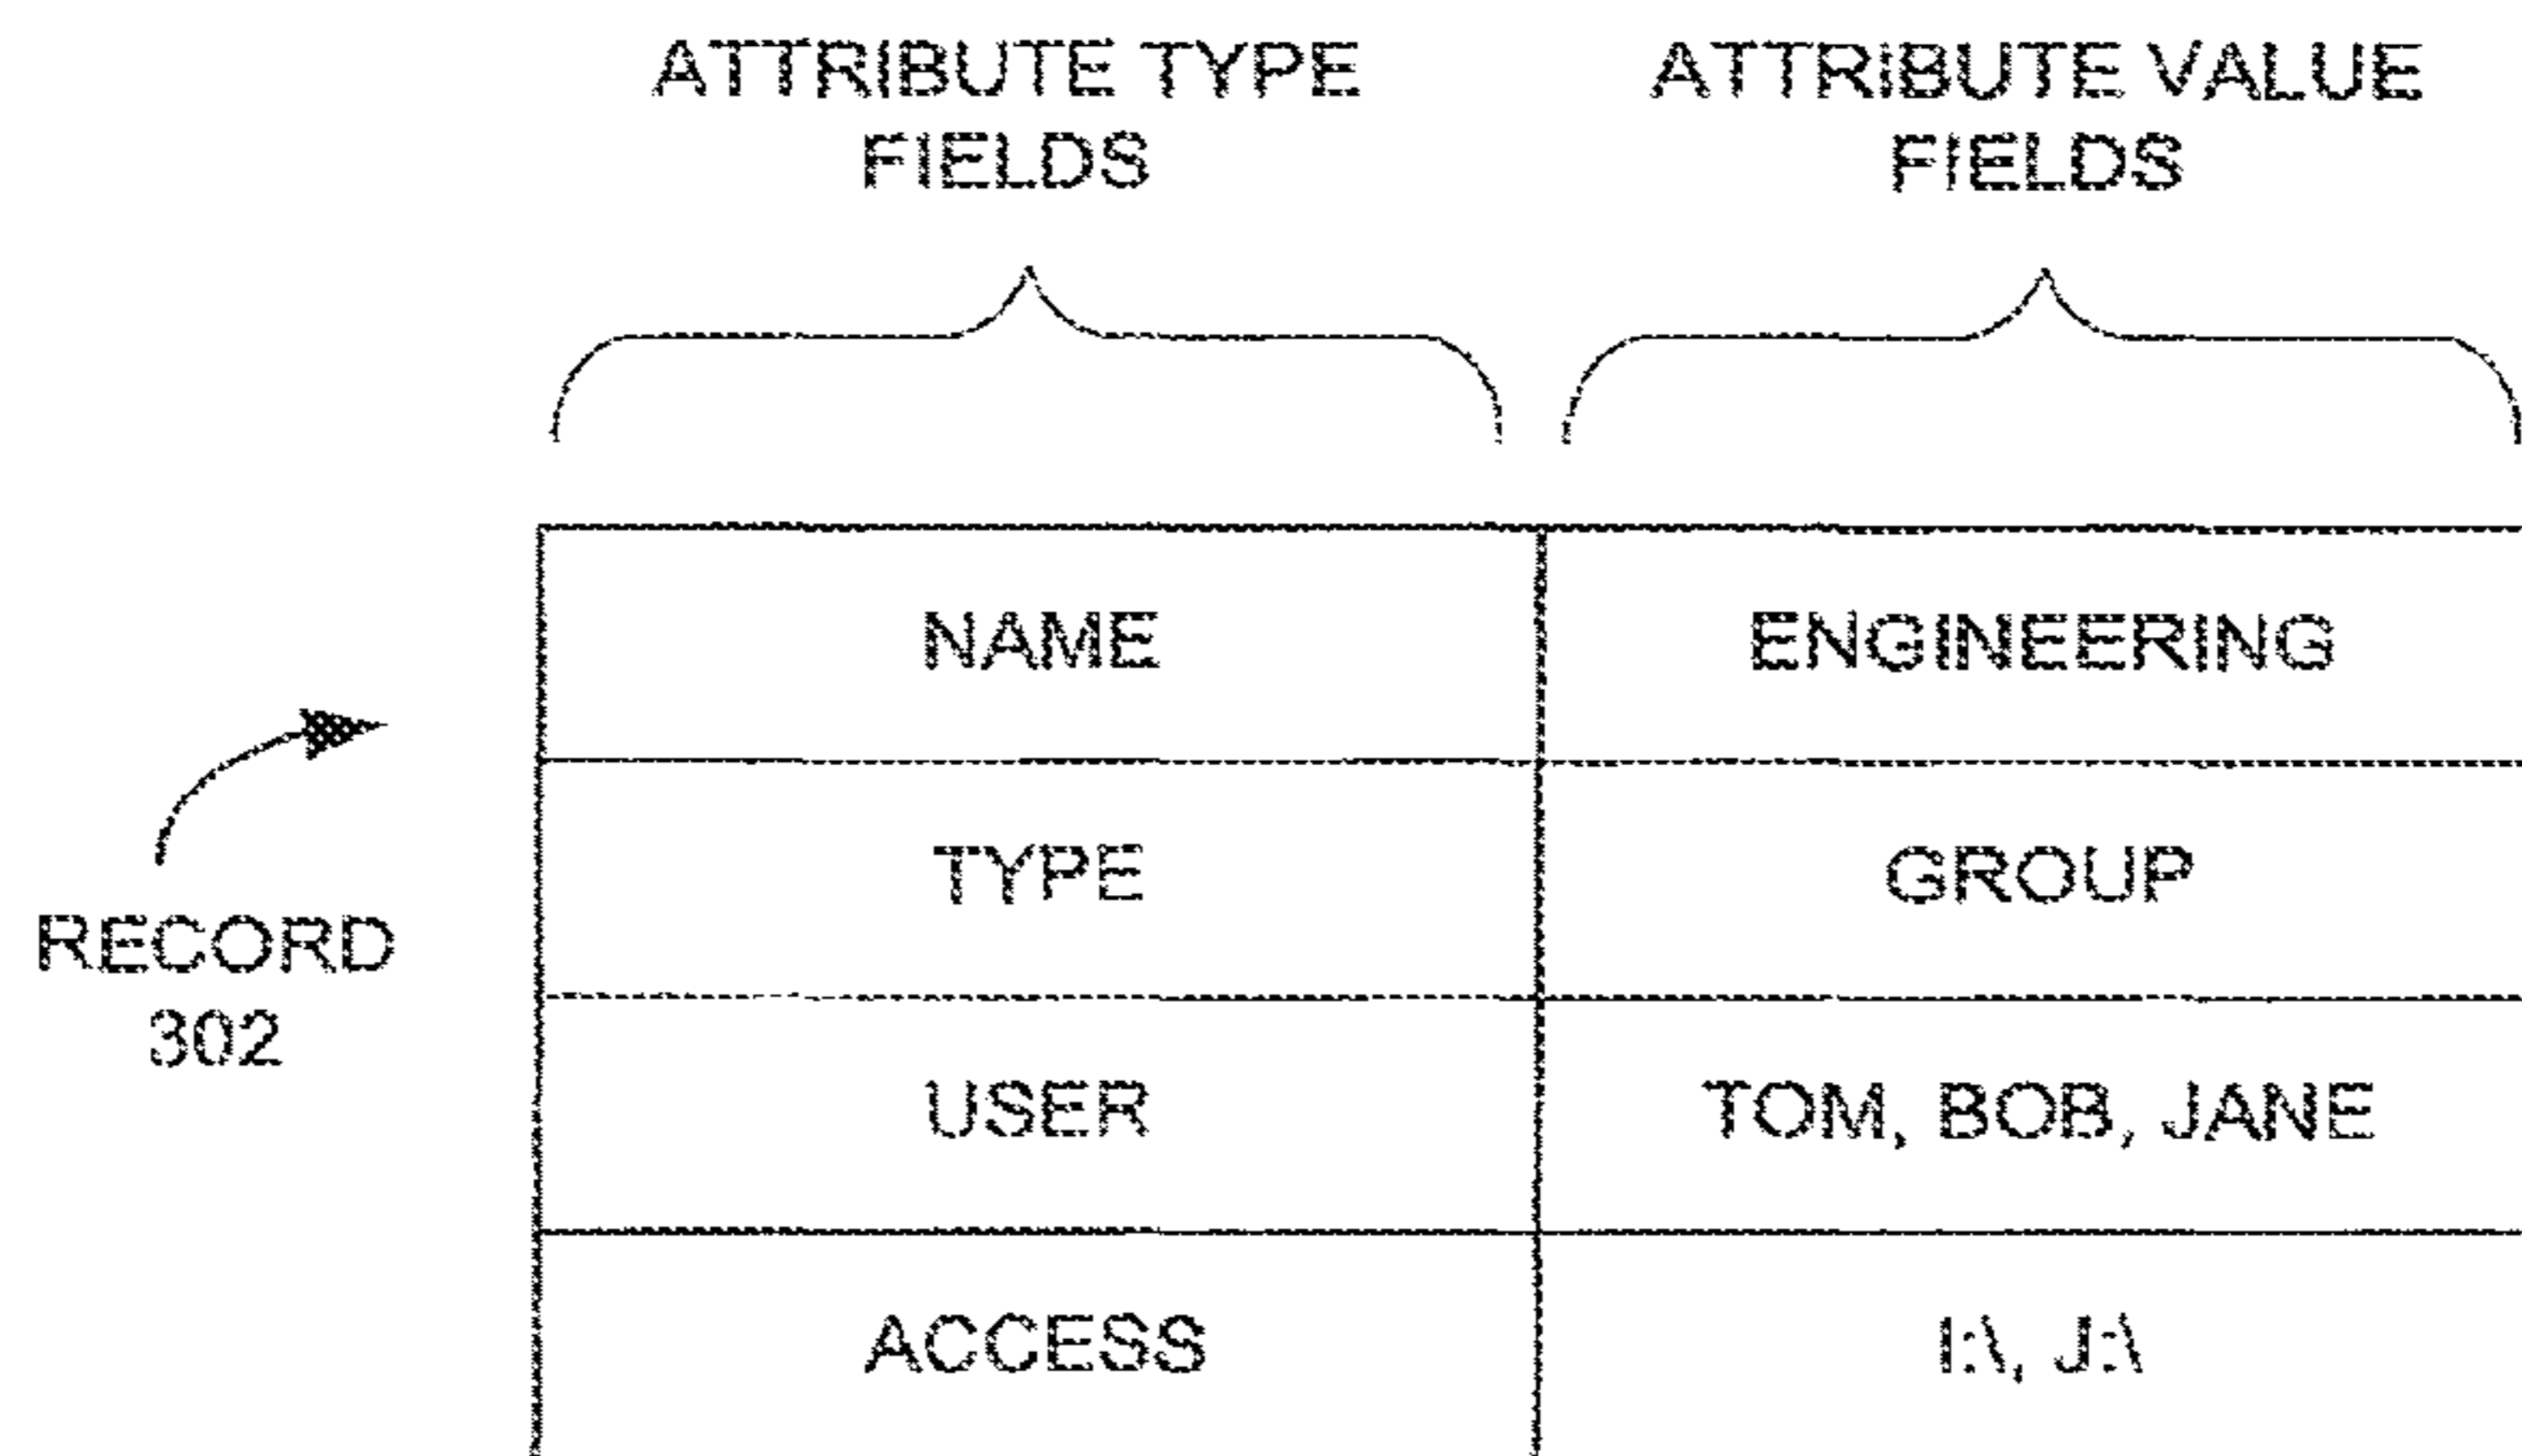 ATTRIBUTE TYPE
FIELDS
ATTRIBUTE VALUE
FIELDS
NAME
ENGINEERING
TYPE
GROUP
RECORD
302
USER
TOM, BOB, JANE
ACCESS
I:\, J:\